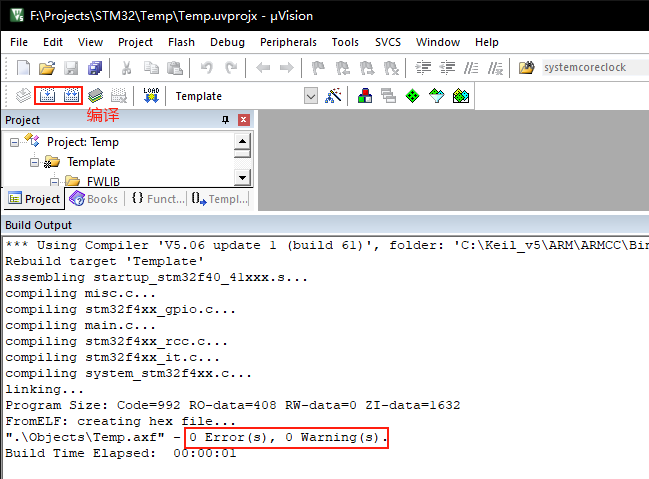 F:\Projects\STM32\Temp\Temp.uvprojx - µVision
File Edit View Project Flash Debug Peripherals Tools SVCS Window Help
systemcoreclock
LOAD Template
编译
Project
Project: Temp
Template
FWLIB
Project Books {} Funct... Templ...
Build Output
*** Using Compiler 'V5.06 update 1 (build 61)', folder: 'C:\Keil_v5\ARM\ARMCC\Bin
Rebuild target 'Template'
assembling startup_stm32f40_41xxx.s...
compiling misc.c...
compiling stm32f4xx_gpio.c...
compiling main.c...
compiling stm32f4xx_rcc.c...
compiling stm32f4xx_it.c...
compiling system_stm32f4xx.c...
linking...
Program Size: Code=992 RO-data=408 RW-data=0 ZI-data=1632
FromELF: creating hex file...
".\Objects\Temp.axf" - 0 Error(s), 0 Warning(s).
Build Time Elapsed:  00:00:01